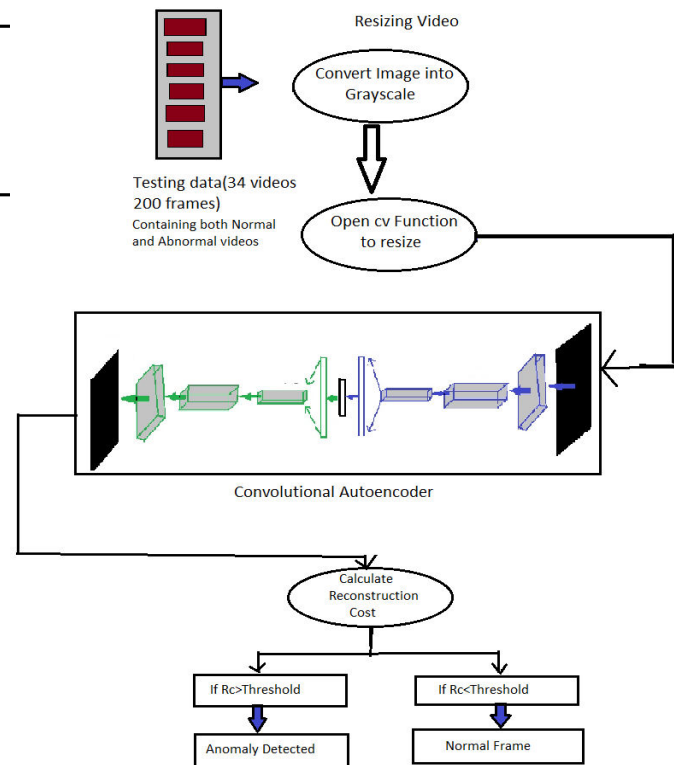 Resizing Video
Convert Image into
Grayscale
Testing data(34 videos
200 frames)
Containing both Normal
and Abnormal videos
Open cv Function
to resize
Convolutional Autoencoder
Calculate
Reconstruction
Cost
If Rc>Threshold
If Rc<Threshold
Anomaly Detected
Normal Frame